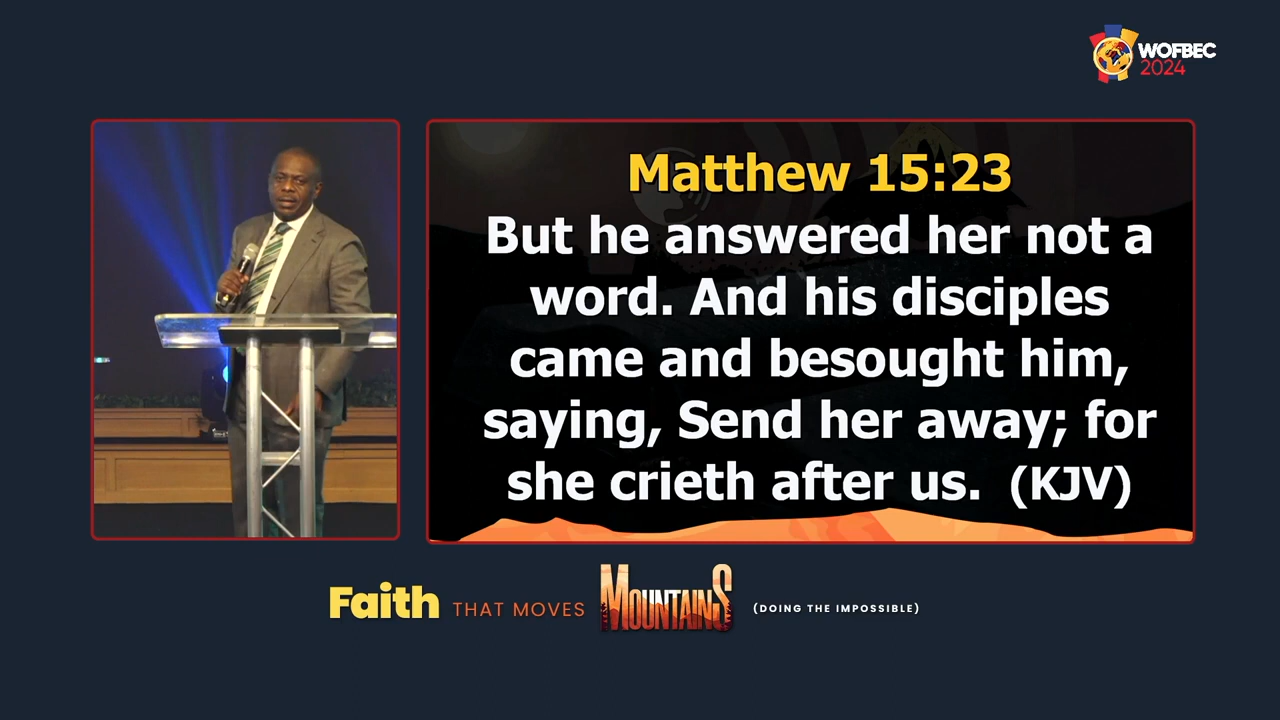 WOFBEC
2024
Matthew 15:23
But he answered her not a
word. And his disciples
came and besought him,
saying, Send her away; for
she crieth after us. (KJV)
Faith THAT MOVES MOUNTAINS (DOING THE IMPOSSIBLE)